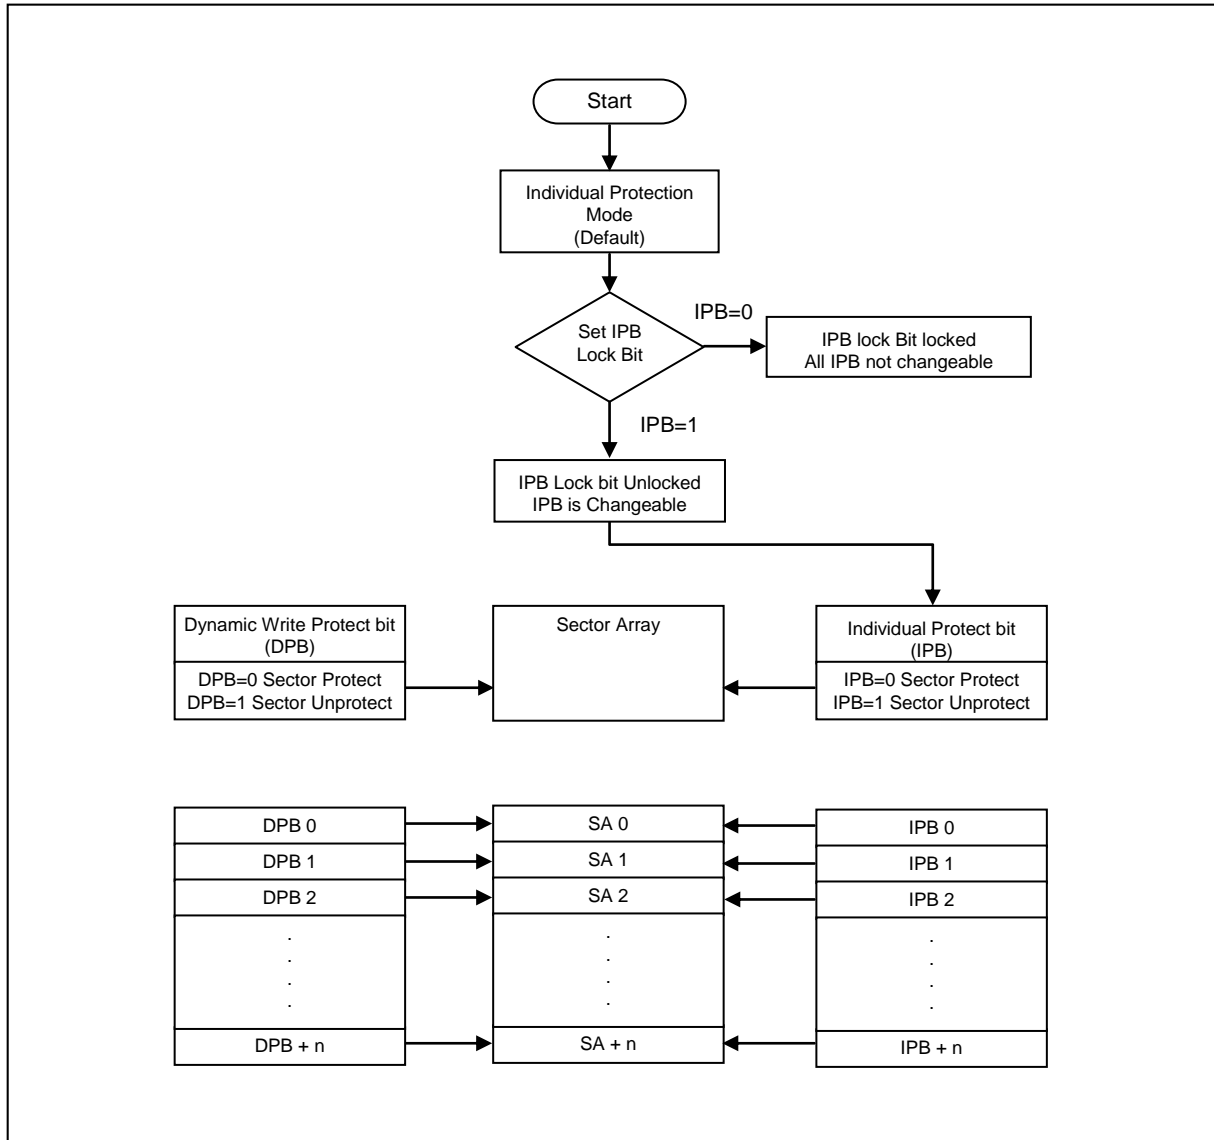 Start
Individual Protection
Mode
(Default)
Set IPB
Lock Bit
IPB=0
IPB lock Bit locked
All IPB not changeable
IPB=1
IPB Lock bit Unlocked
IPB is Changeable
Dynamic Write Protect bit
(DPB)
DPB=0 Sector Protect
DPB=1 Sector Unprotect
Sector Array
Individual Protect bit
(IPB)
IPB=0 Sector Protect
IPB=1 Sector Unprotect
DPB 0
SA 0
IPB 0
DPB 1
SA 1
IPB 1
DPB 2
SA 2
IPB 2
.
.
.
.
.
.
.
.
.
.
.
.
DPB + n
SA + n
IPB + n